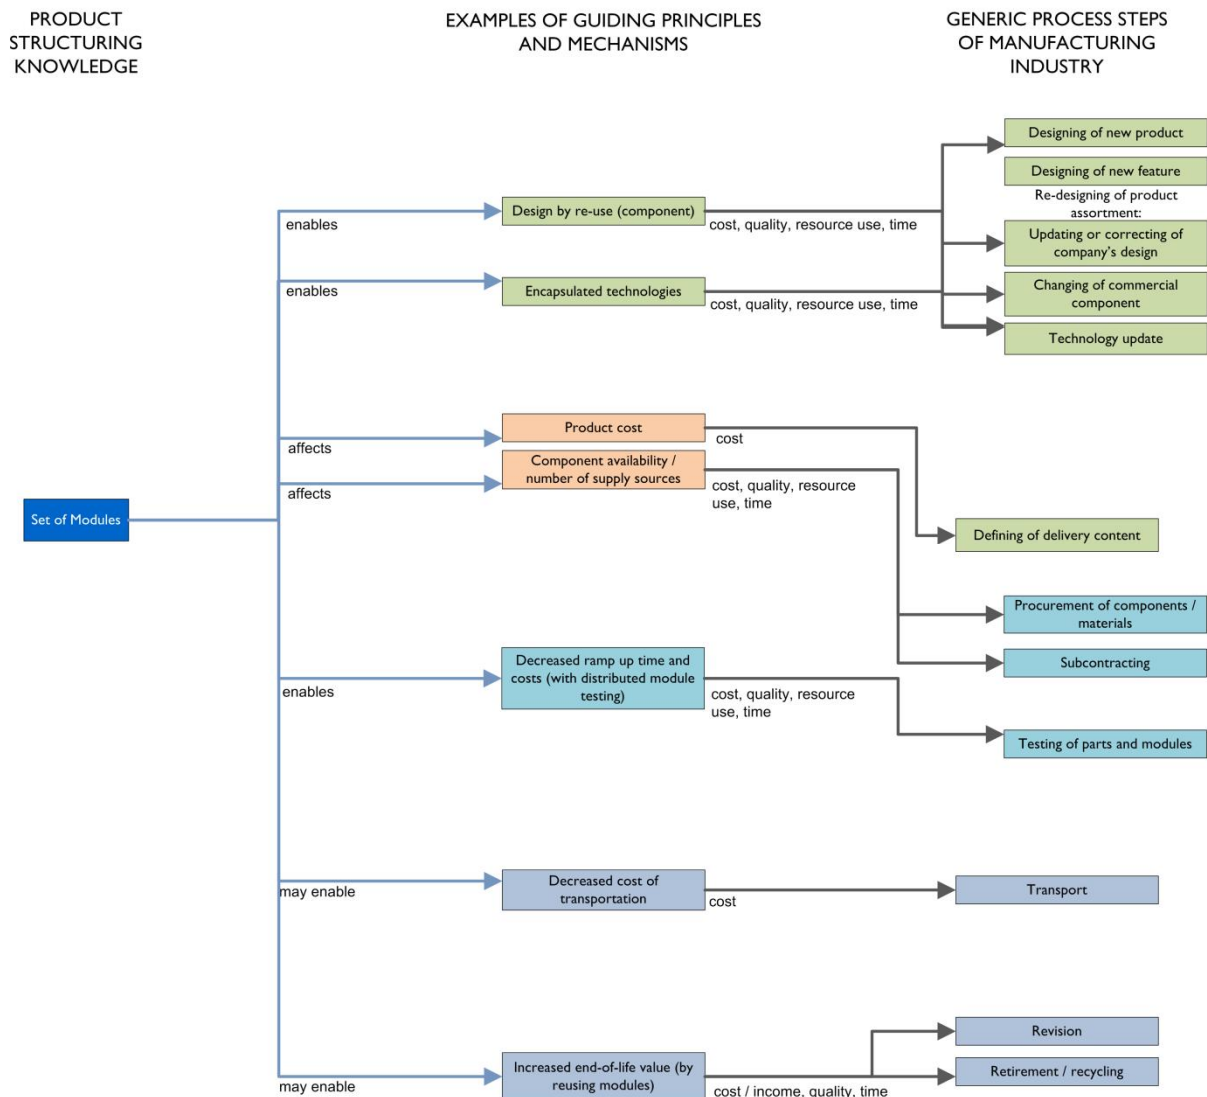 PRODUCT
STRUCTURING
KNOWLEDGE
EXAMPLES OF GUIDING PRINCIPLES
AND MECHANISMS
GENERIC PROCESS STEPS
OF MANUFACTURING
INDUSTRY
Designing of new product
Designing of new feature
Re-designing of product
assortment:
Design by re-use (component)
enables
cost, quality, resource use, time
Updating or correcting of
company's design
Encapsulated technologies
enables
cost, quality, resource use, time
Changing of commercial
component
Technology update
Product cost
affects
cost
Component availability /
number of supply sources
affects
cost, quality, resource
use, time
Set of Modules
Defining of delivery content
Procurement of components /
materials
Subcontracting
Decreased ramp up time and
costs (with distributed module
testing)
enables
cost, quality, resource
use, time
Testing of parts and modules
Decreased cost of
transportation
may enable
cost
Transport
Revision
Increased end-of-life value (by
reusing modules)
may enable
cost / income, quality, time
Retirement / recycling